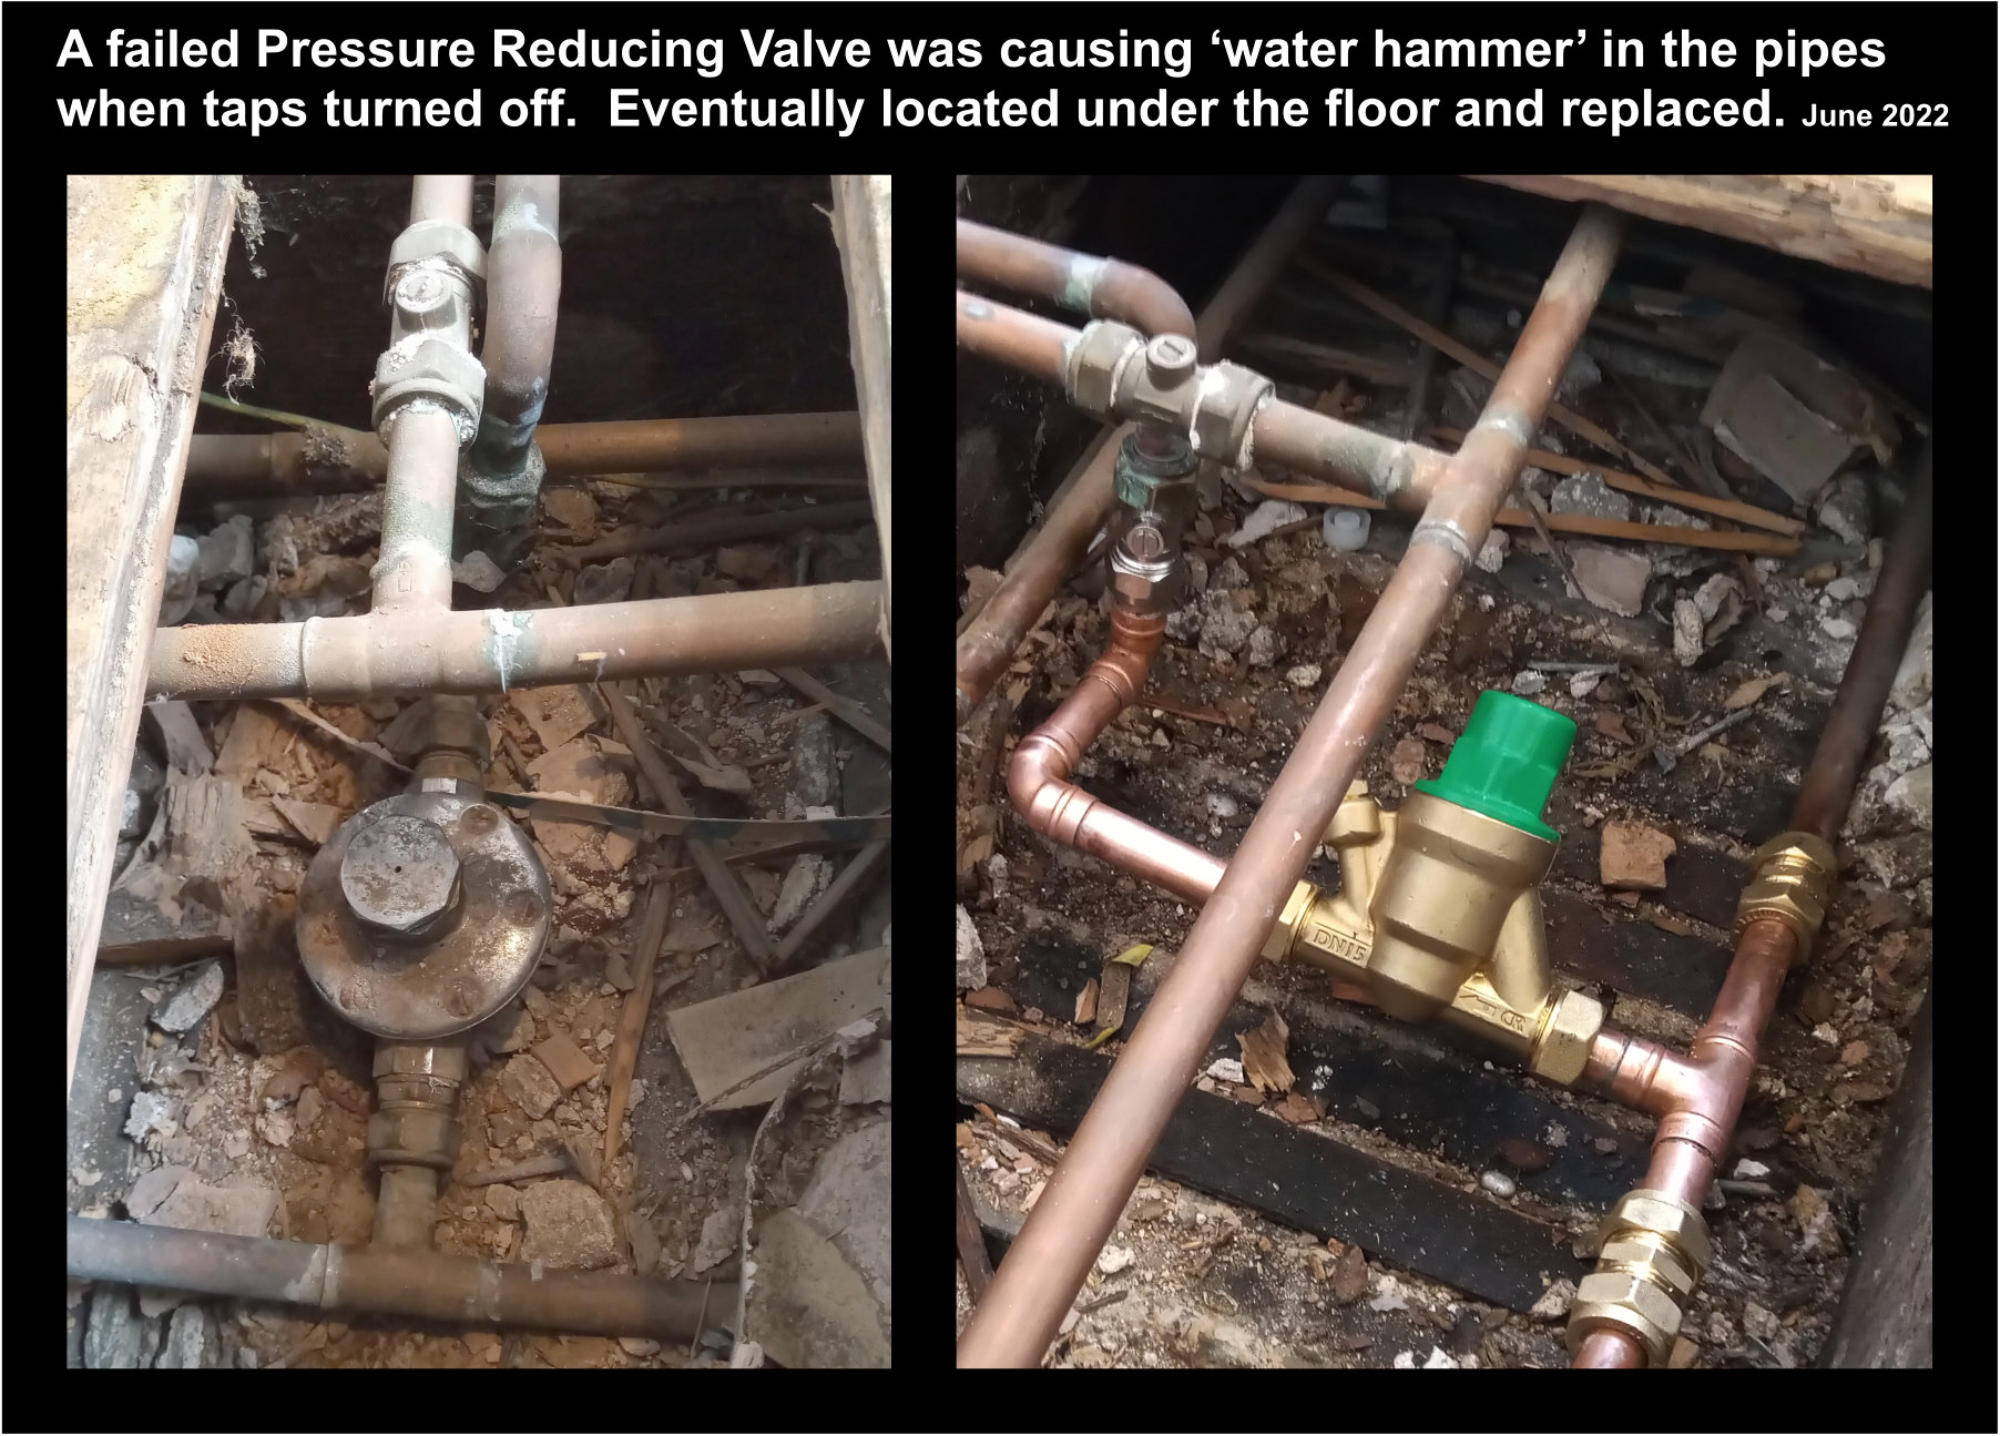 A failed Pressure Reducing Valve was causing ‘water hammer’ in the pipes
when taps turned off.  Eventually located under the floor and replaced. June 2022
DN15